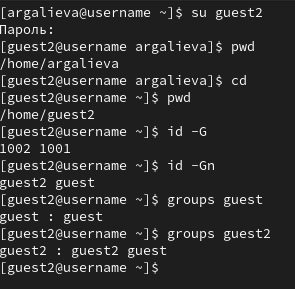 [argalieva@username ~]$ su guest2
Пароль:
[guest2@username argalieva]$ pwd
/home/argalieva
[guest2@username argalieva]$ cd
[guest2@username ~]$ pwd
/home/guest2
[guest2@username ~]$ id -G
1002 1001
[guest2@username ~]$ id -Gn
guest2 guest
[guest2@username ~]$ groups guest
guest : guest
[guest2@username ~]$ groups guest2
guest2 : guest2 guest
[guest2@username ~]$